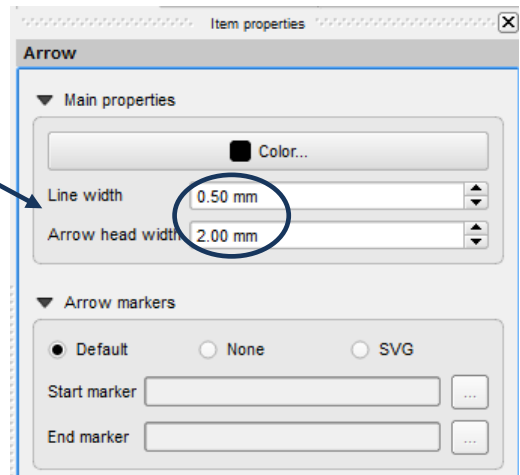 Item properties
Arrow
Main properties
Color...
Line width 0.50 mm
Arrow head width 2.00 mm
Arrow markers
Default None SVG
Start marker ...
End marker ...